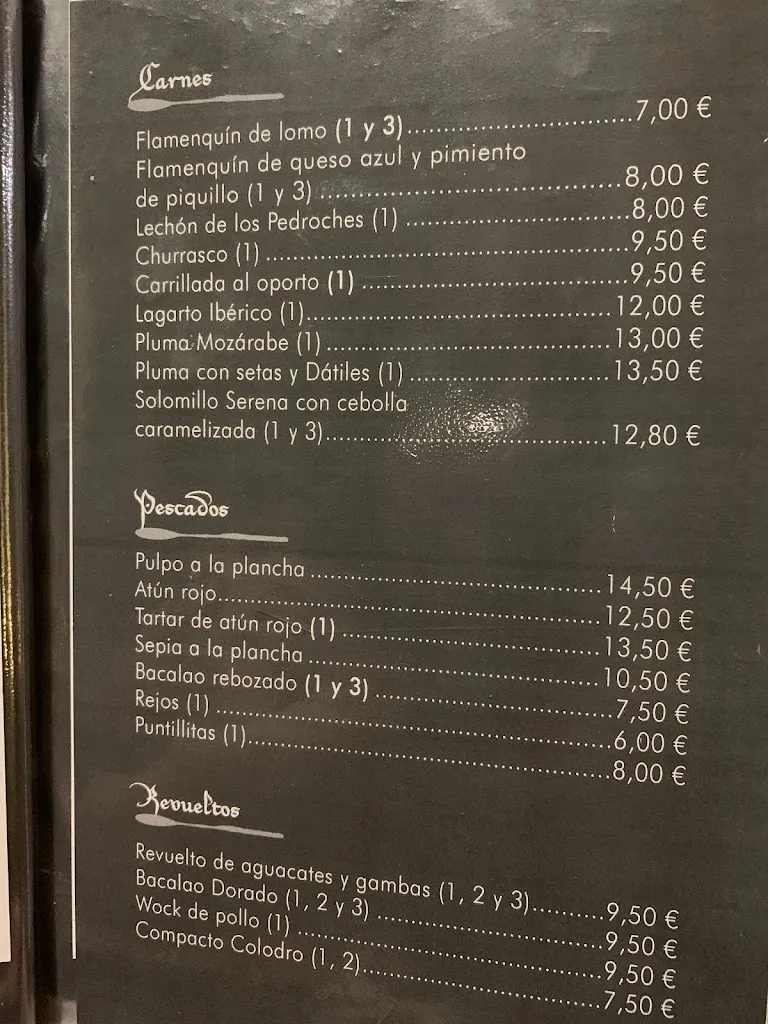 Carnes
Flamenquín de lomo (1 y 3)..........7,00 €
Flamenquín de queso azul y pimiento
de piquillo (1 y 3)..........8,00 €
Lechón de los Pedroches (1)..........8,00 €
Churrasco (1)..........9,50 €
Carrillada al oporto (1)..........9,50 €
Lagarto Ibérico (1)..........12,00 €
Pluma Mozárabe (1)..........13,00 €
Pluma con setas y Dátiles (1)..........13,50 €
Solomillo Serena con cebolla
caramelizada (1 y 3)..........12,80 €
Pescados
Pulpo a la plancha..........14,50 €
Atún rojo..........12,50 €
Tartar de atún rojo (1)..........13,50 €
Sepia a la plancha..........10,50 €
Bacalao rebozado (1 y 3)..........7,50 €
Rejos (1)..........6,00 €
Puntillitas (1)..........8,00 €
Revueltos
Revuelto de aguacates y gambas (1, 2 y 3)..........9,50 €
Bacalao Dorado (1, 2 y 3)..........9,50 €
Wock de pollo (1)..........9,50 €
Compacto Colodro (1, 2)..........7,50 €